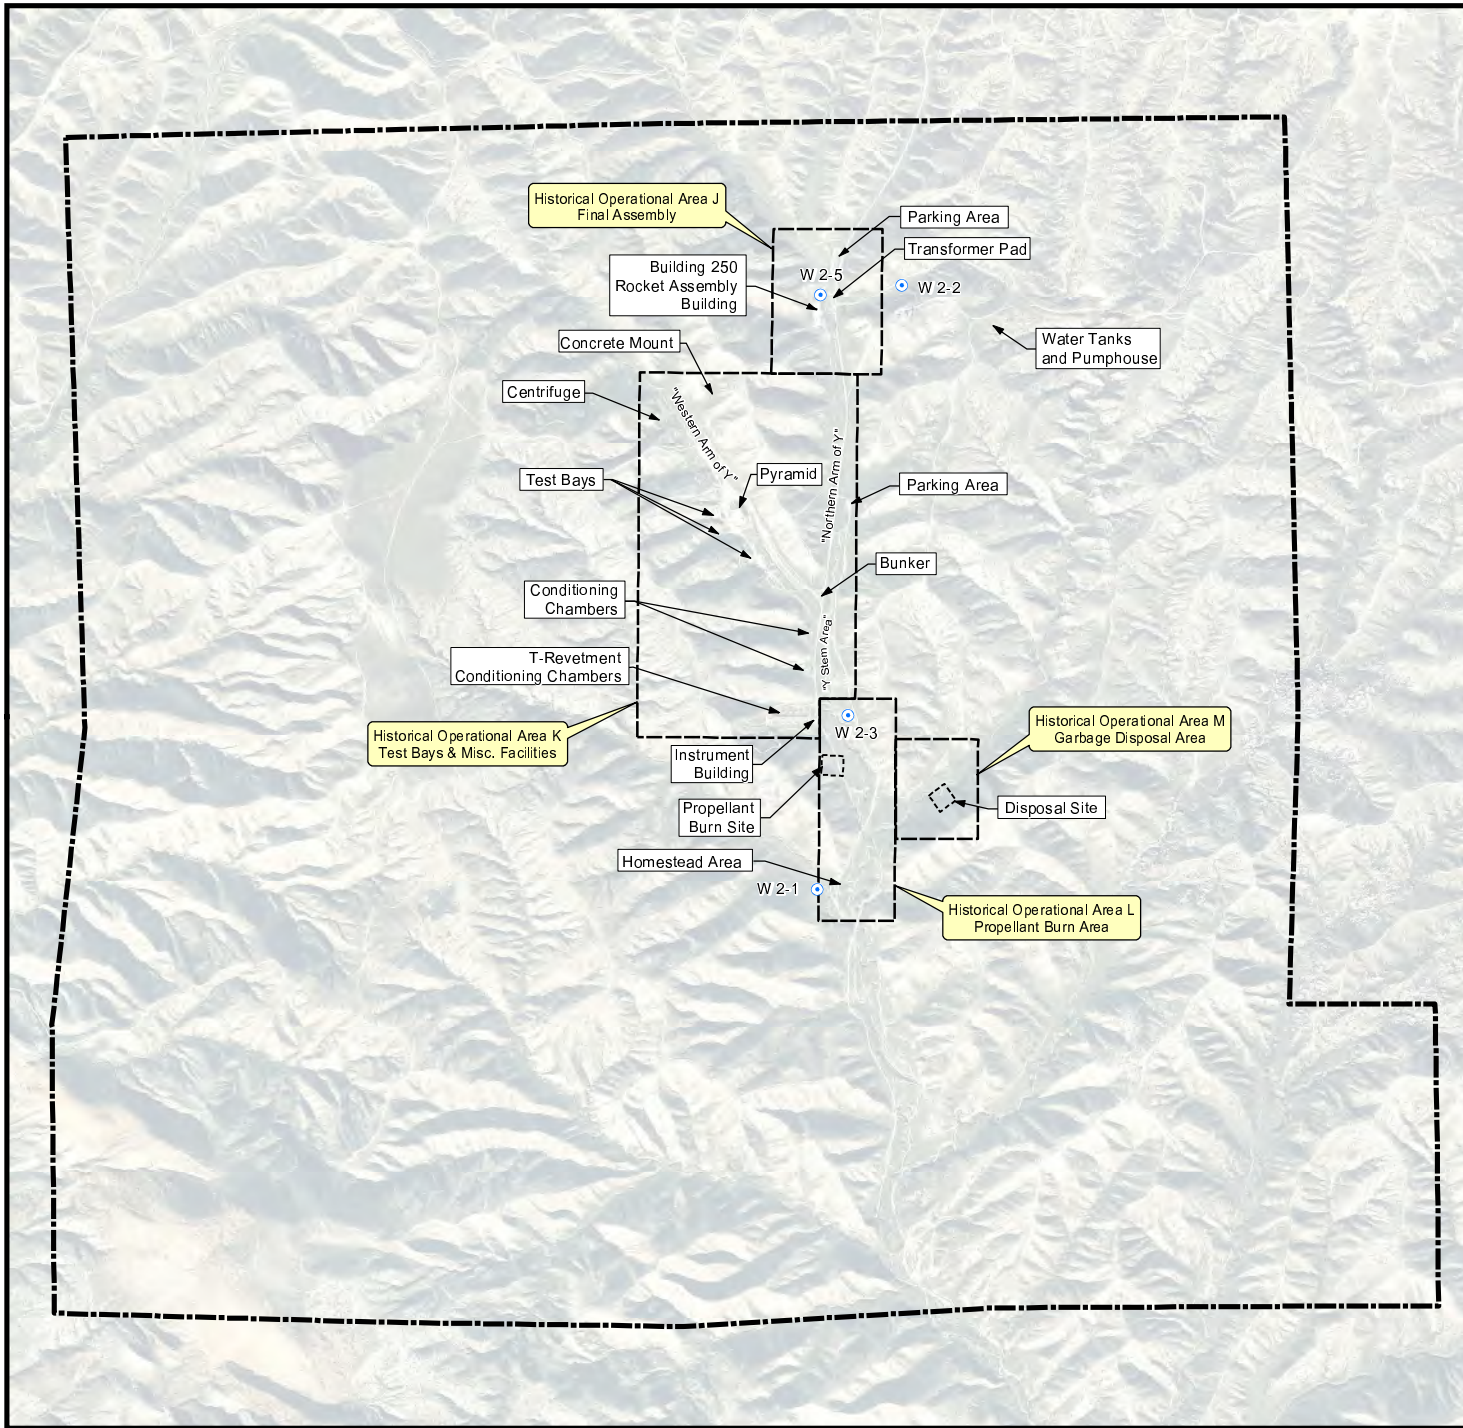 Historical Operational Area J
Final Assembly
Parking Area
Transformer Pad
Building 250
Rocket Assembly
Building
W 2-5
W 2-2
Water Tanks
and Pumphouse
Concrete Mount
Centrifuge
"Western Arm of Y"
"Northern Arm of Y"
Test Bays
Pyramid
Parking Area
Bunker
Conditioning
Chambers
"Y Stem Area"
T-Revetment
Conditioning Chambers
Historical Operational Area K
Test Bays & Misc. Facilities
W 2-3
Historical Operational Area M
Garbage Disposal Area
Instrument
Building
Propellant
Burn Site
Disposal Site
Homestead Area
W 2-1
Historical Operational Area L
Propellant Burn Area